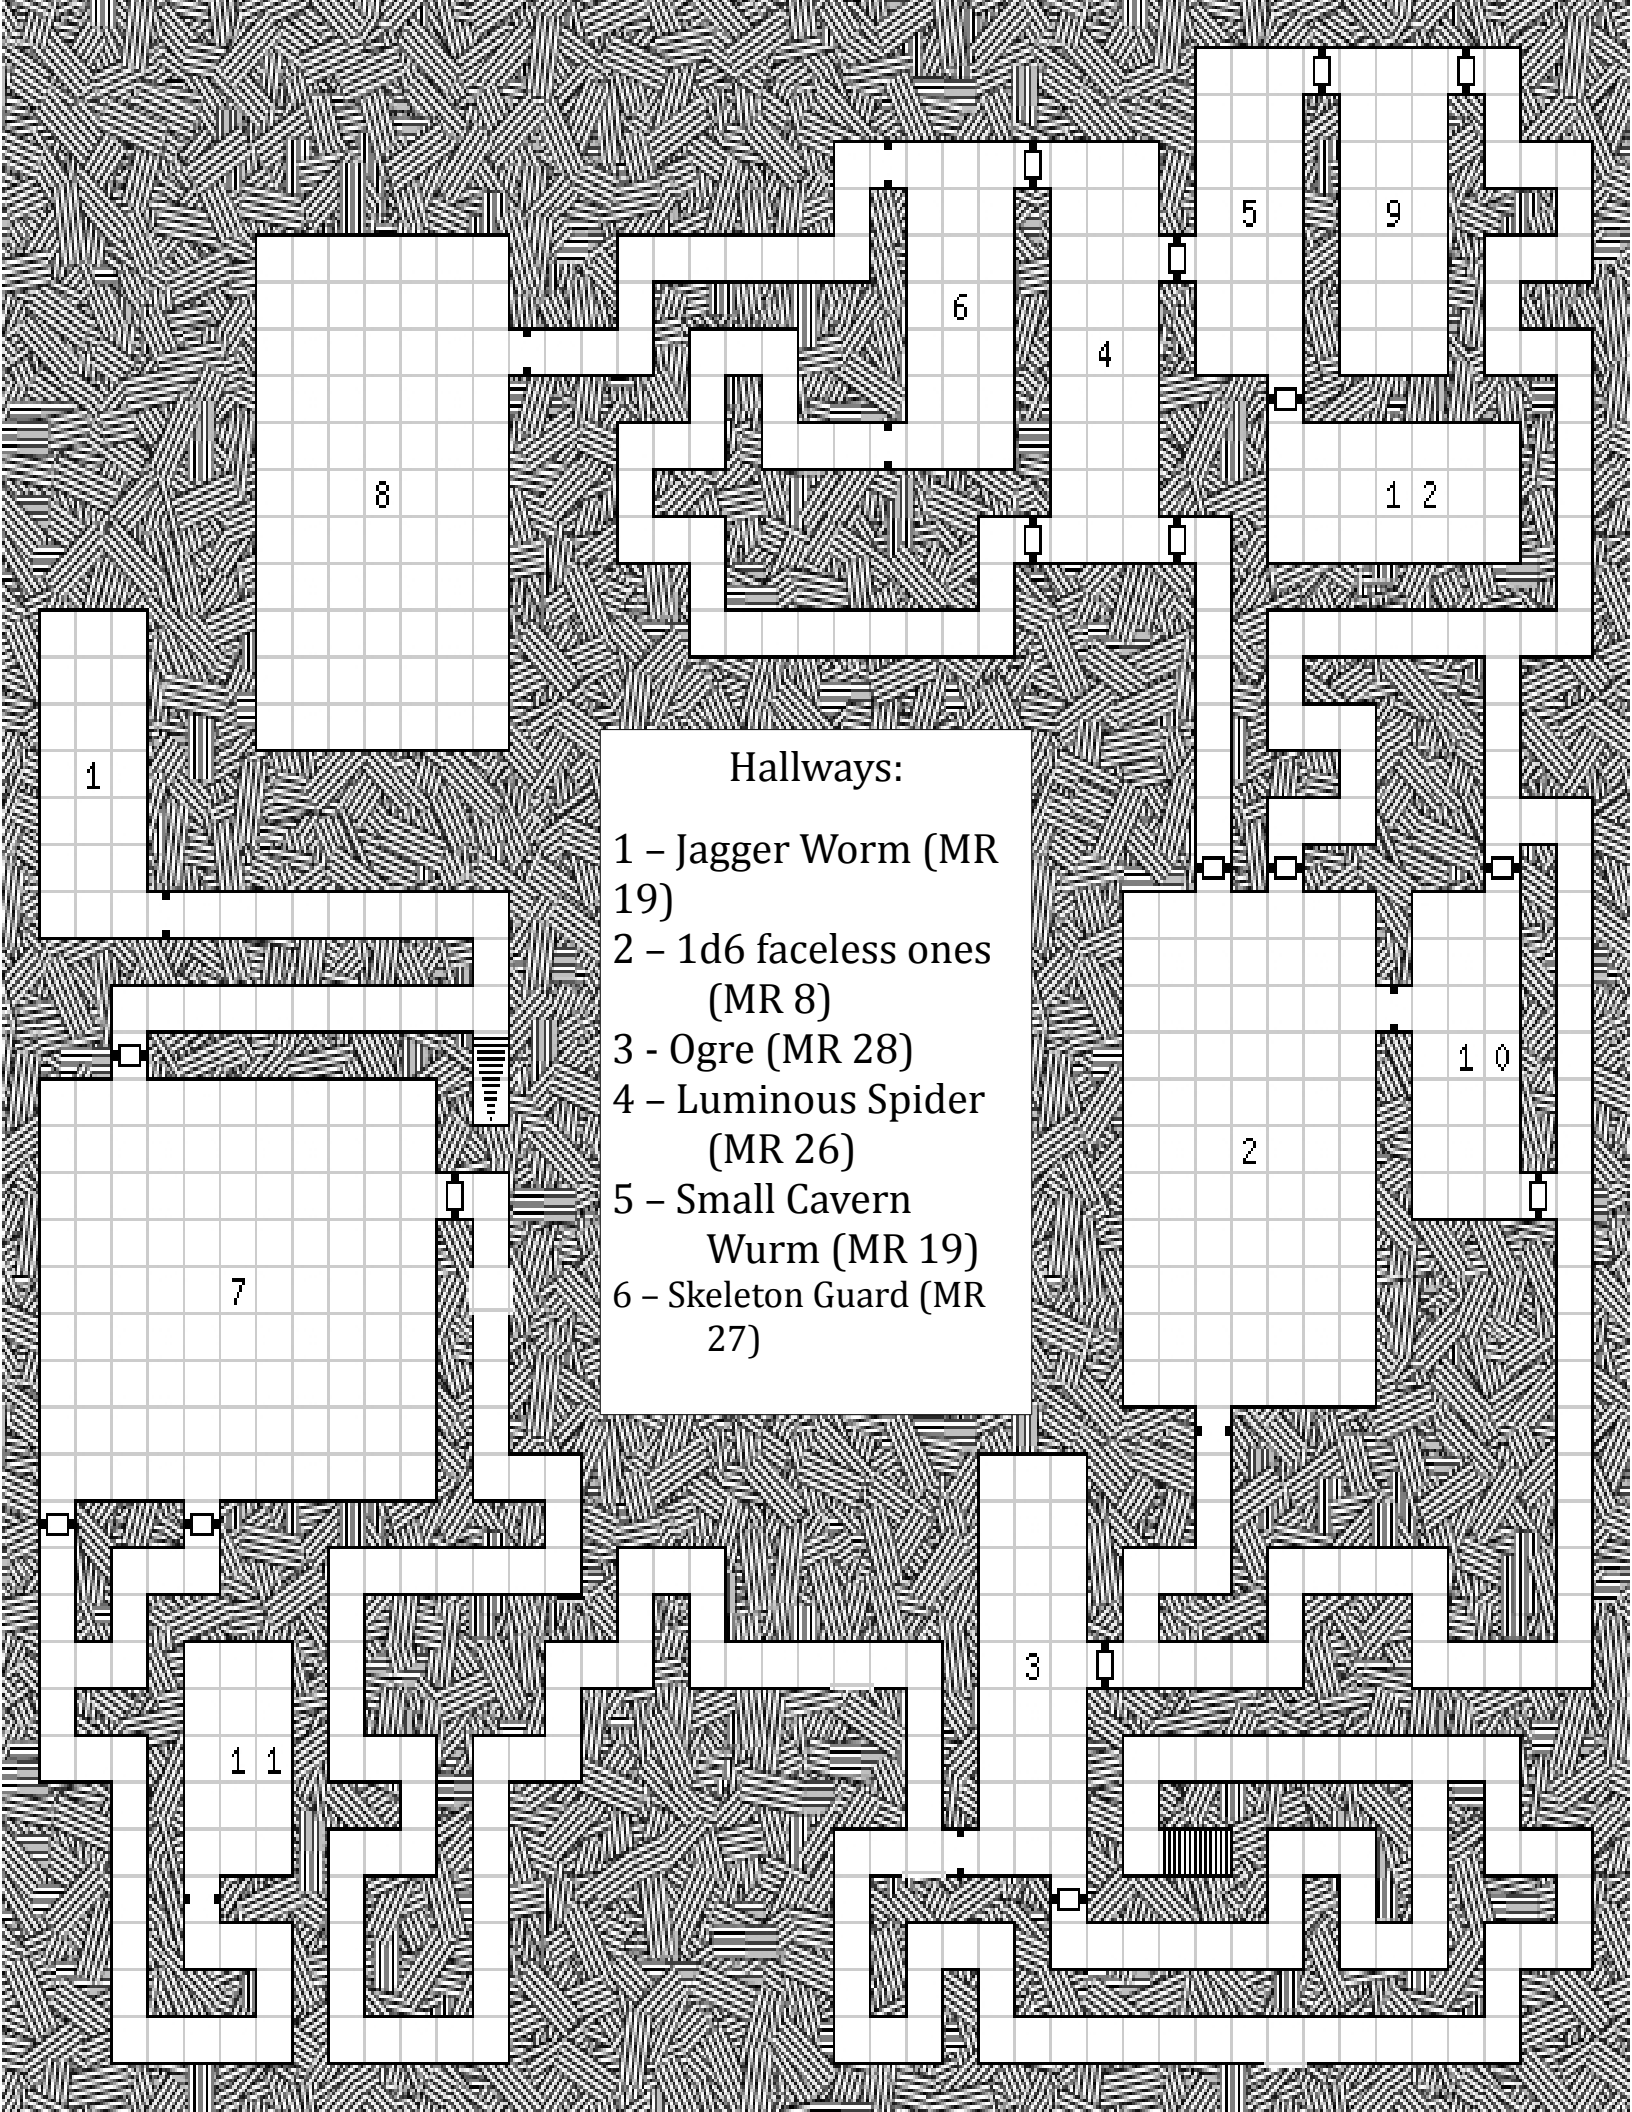 5
9
6
4
8
1 2
1
Hallways:
1 – Jagger Worm (MR
19)
2 – 1d6 faceless ones
(MR 8)
3 - Ogre (MR 28)
4 – Luminous Spider
(MR 26)
5 – Small Cavern
Wurm (MR 19)
6 – Skeleton Guard (MR
27)
1 0
2
7
3
1 1